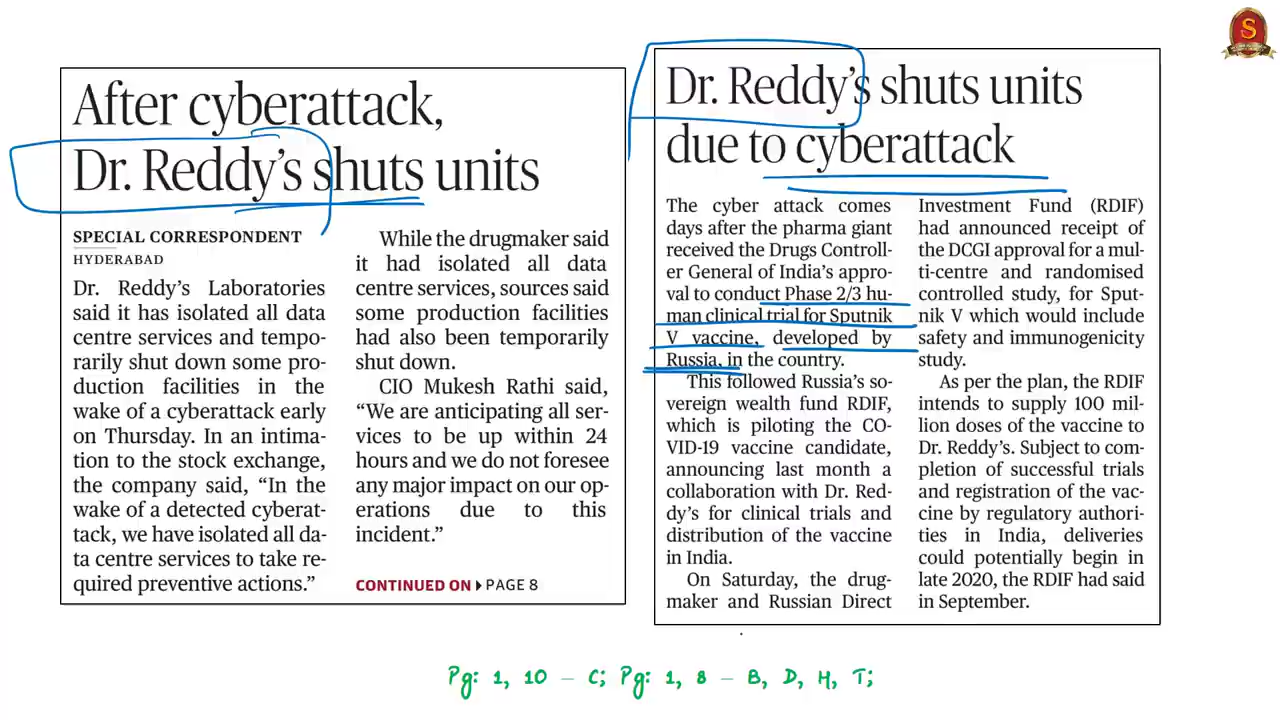 After cyberattack,
Dr. Reddy's shuts units
SPECIAL CORRESPONDENT
HYDERABAD
Dr. Reddy's Laboratories
said it has isolated all data
centre services and tempo-
rarily shut down some pro-
duction facilities in the
wake of a cyberattack early
on Thursday. In an intima-
tion to the stock exchange,
the company said, "In the
wake of a detected cyberat-
tack, we have isolated all da-
ta centre services to take re-
quired preventive actions."
While the drugmaker said
it had isolated all data
centre services, sources said
some production facilities
had also been temporarily
shut down.
CIO Mukesh Rathi said,
"We are anticipating all ser-
vices to be up within 24
hours and we do not foresee
any major impact on our op-
erations due to this
incident."
CONTINUED ON PAGE 8
Dr. Reddy's shuts units
due to cyberattack
The cyber attack comes
days after the pharma giant
received the Drugs Controll-
er General of India's appro-
val to conduct Phase 2/3 hu-
man clinical trial for Sputnik
V vaccine, developed by
Russia, in the country.
This followed Russia's so-
vereign wealth fund RDIF,
which is piloting the CO-
VID-19 vaccine candidate,
announcing last month a
collaboration with Dr. Red-
dy's for clinical trials and
distribution of the vaccine
in India.
On Saturday, the drug-
maker and Russian Direct
Investment Fund (RDIF)
had announced receipt of
the DCGI approval for a mul-
ti-centre and randomised
controlled study, for Sput-
nik V which would include
safety and immunogenicity
study.
As per the plan, the RDIF
intends to supply 100 mil-
lion doses of the vaccine to
Dr. Reddy's. Subject to com-
pletion of successful trials
and registration of the vac-
cine by regulatory authori-
ties in India, deliveries
could potentially begin in
late 2020, the RDIF had said
in September.
Pg: 1, 10 – C; Pg: 1, 8 – B, D, H, T;
S